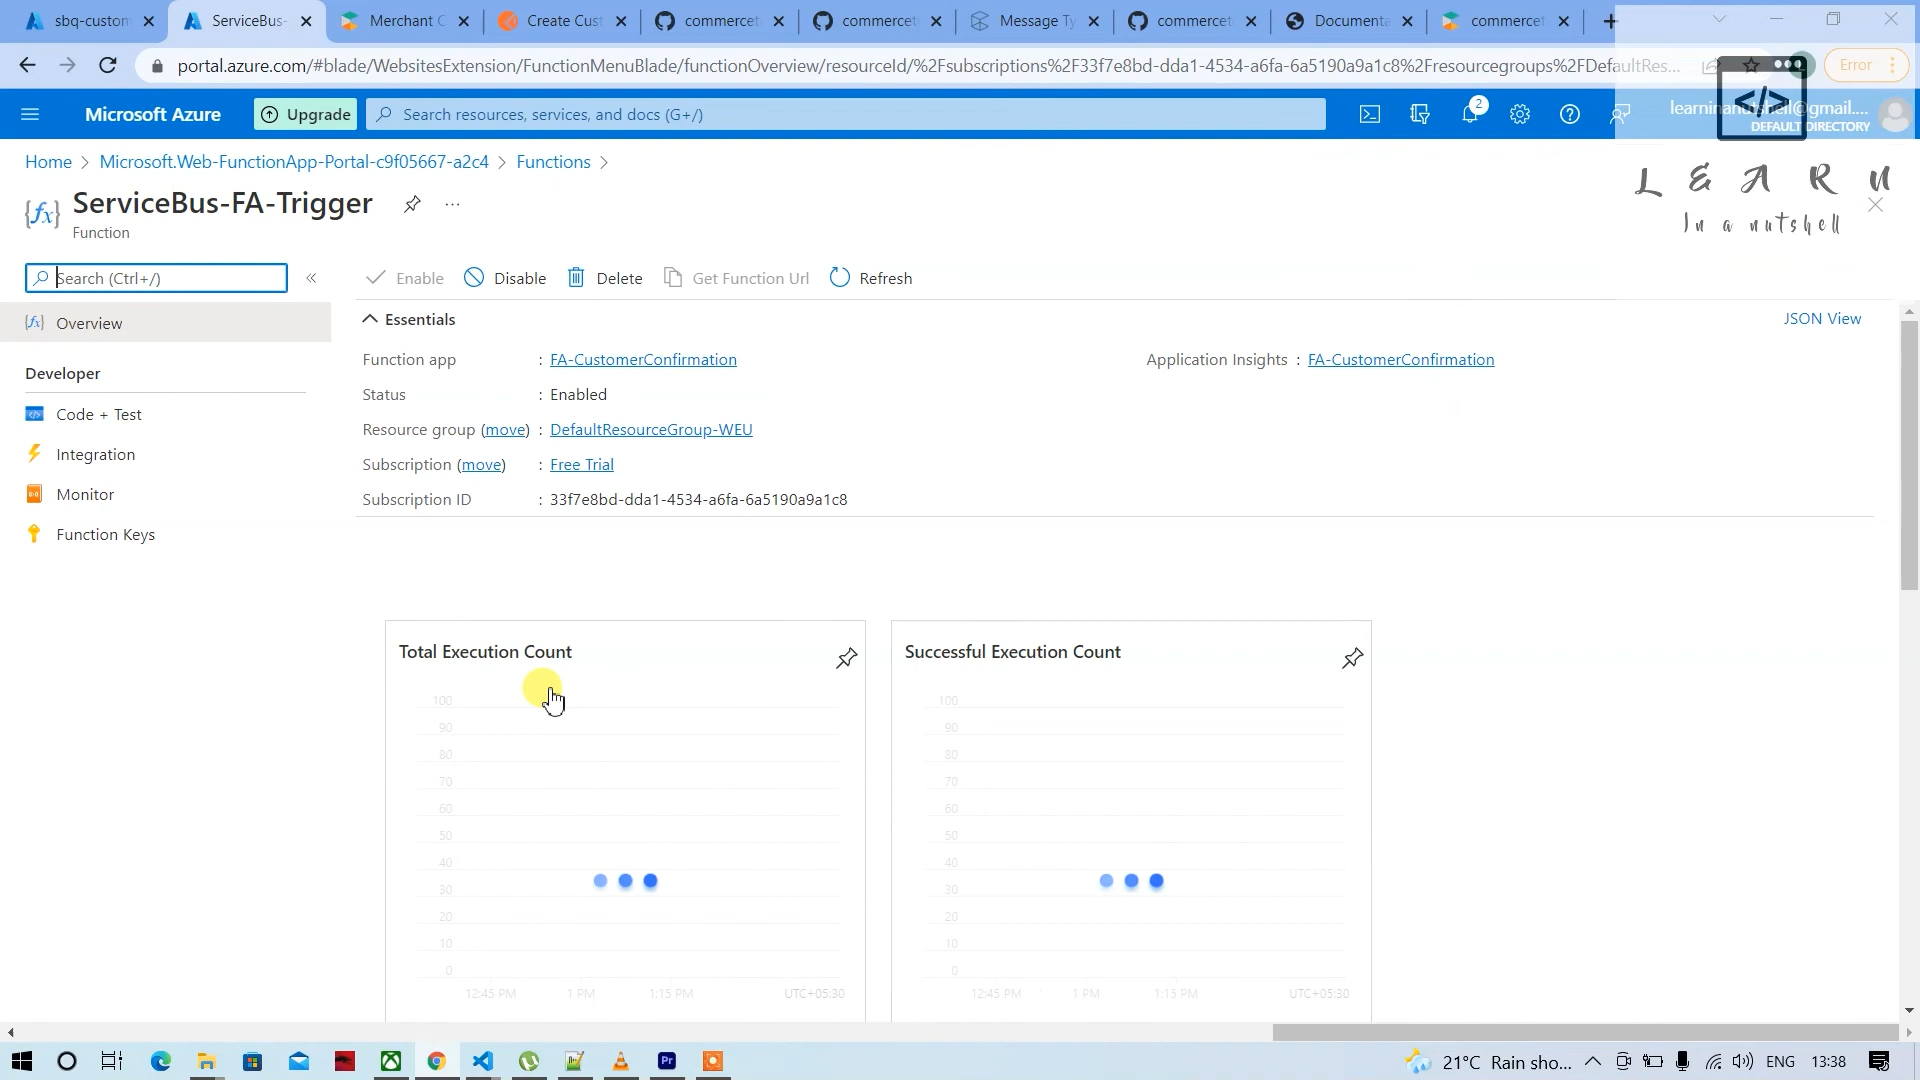 sbq-custom
ServiceBus-
Merchant C
Create Cust
commercet
commercet
Message Ty
commercet
Documenta
commercet
portal.azure.com/#blade/WebsitesExtension/FunctionMenuBlade/functionOverview/resourceId/%2Fsubscriptions%2F33f7e8bd-dda1-4534-a6fa-6a5190a9a1c8%2Fresourcegroups%2FDefaultRes...
Error
Microsoft Azure
Upgrade
Search resources, services, and docs (G+/)
2
learninanutshell@gmail....
DEFAULT DIRECTORY
Home > Microsoft.Web-FunctionApp-Portal-c9f05667-a2c4 > Functions >
LEARN
In a nutshell
ServiceBus-FA-Trigger
Function
Search (Ctrl+/)
«
Enable
Disable
Delete
Get Function Url
Refresh
Overview
Developer
Code + Test
Integration
Monitor
Function Keys
Essentials
JSON View
Function app : FA-CustomerConfirmation
Application Insights : FA-CustomerConfirmation
Status : Enabled
Resource group (move) : DefaultResourceGroup-WEU
Subscription (move) : Free Trial
Subscription ID : 33f7e8bd-dda1-4534-a6fa-6a5190a9a1c8
Total Execution Count
100
90
80
70
60
50
40
30
20
10
0
12:45 PM 1 PM 1:15 PM UTC+05:30
Successful Execution Count
100
90
80
70
60
50
40
30
20
10
0
12:45 PM 1 PM 1:15 PM UTC+05:30
Pr
21°C Rain sho...
ENG
13:38